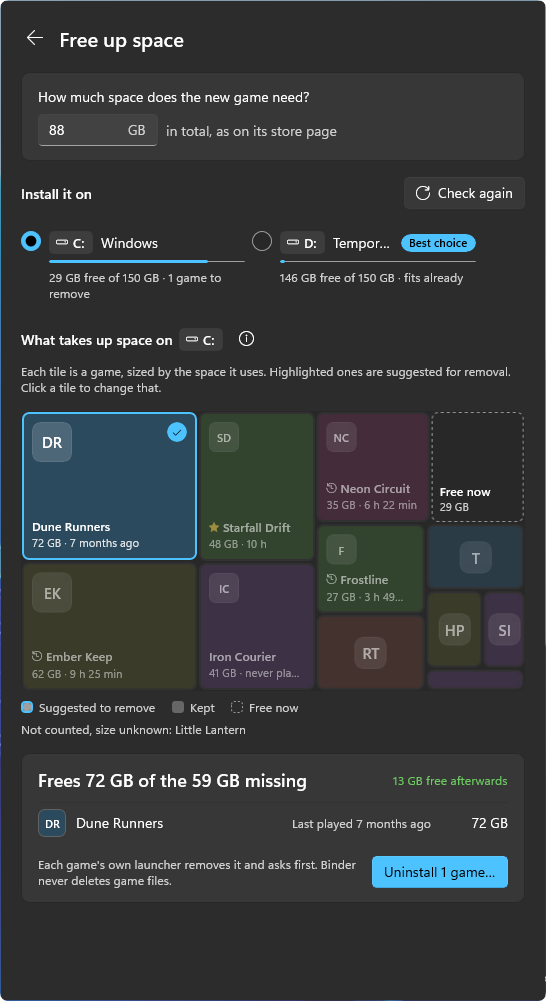 Free up space
How much space does the new game need?
88 GB in total, as on its store page
Install it on
Check again
C: Windows
29 GB free of 150 GB · 1 game to
remove
D: Tempor... Best choice
146 GB free of 150 GB · fits already
What takes up space on C:
Each tile is a game, sized by the space it uses. Highlighted ones are suggested for removal.
Click a tile to change that.
DR
Dune Runners
72 GB · 7 months ago
SD
Starfall Drift
48 GB · 10 h
NC
Neon Circuit
35 GB · 6 h 22 min
Free now
29 GB
F
Frostline
27 GB · 3 h 49...
T
EK
Ember Keep
62 GB · 9 h 25 min
IC
Iron Courier
41 GB · never pla...
RT
HP
SI
Suggested to remove
Kept
Free now
Not counted, size unknown: Little Lantern
Frees 72 GB of the 59 GB missing
13 GB free afterwards
DR Dune Runners Last played 7 months ago 72 GB
Each game's own launcher removes it and asks first. Binder
never deletes game files.
Uninstall 1 game...